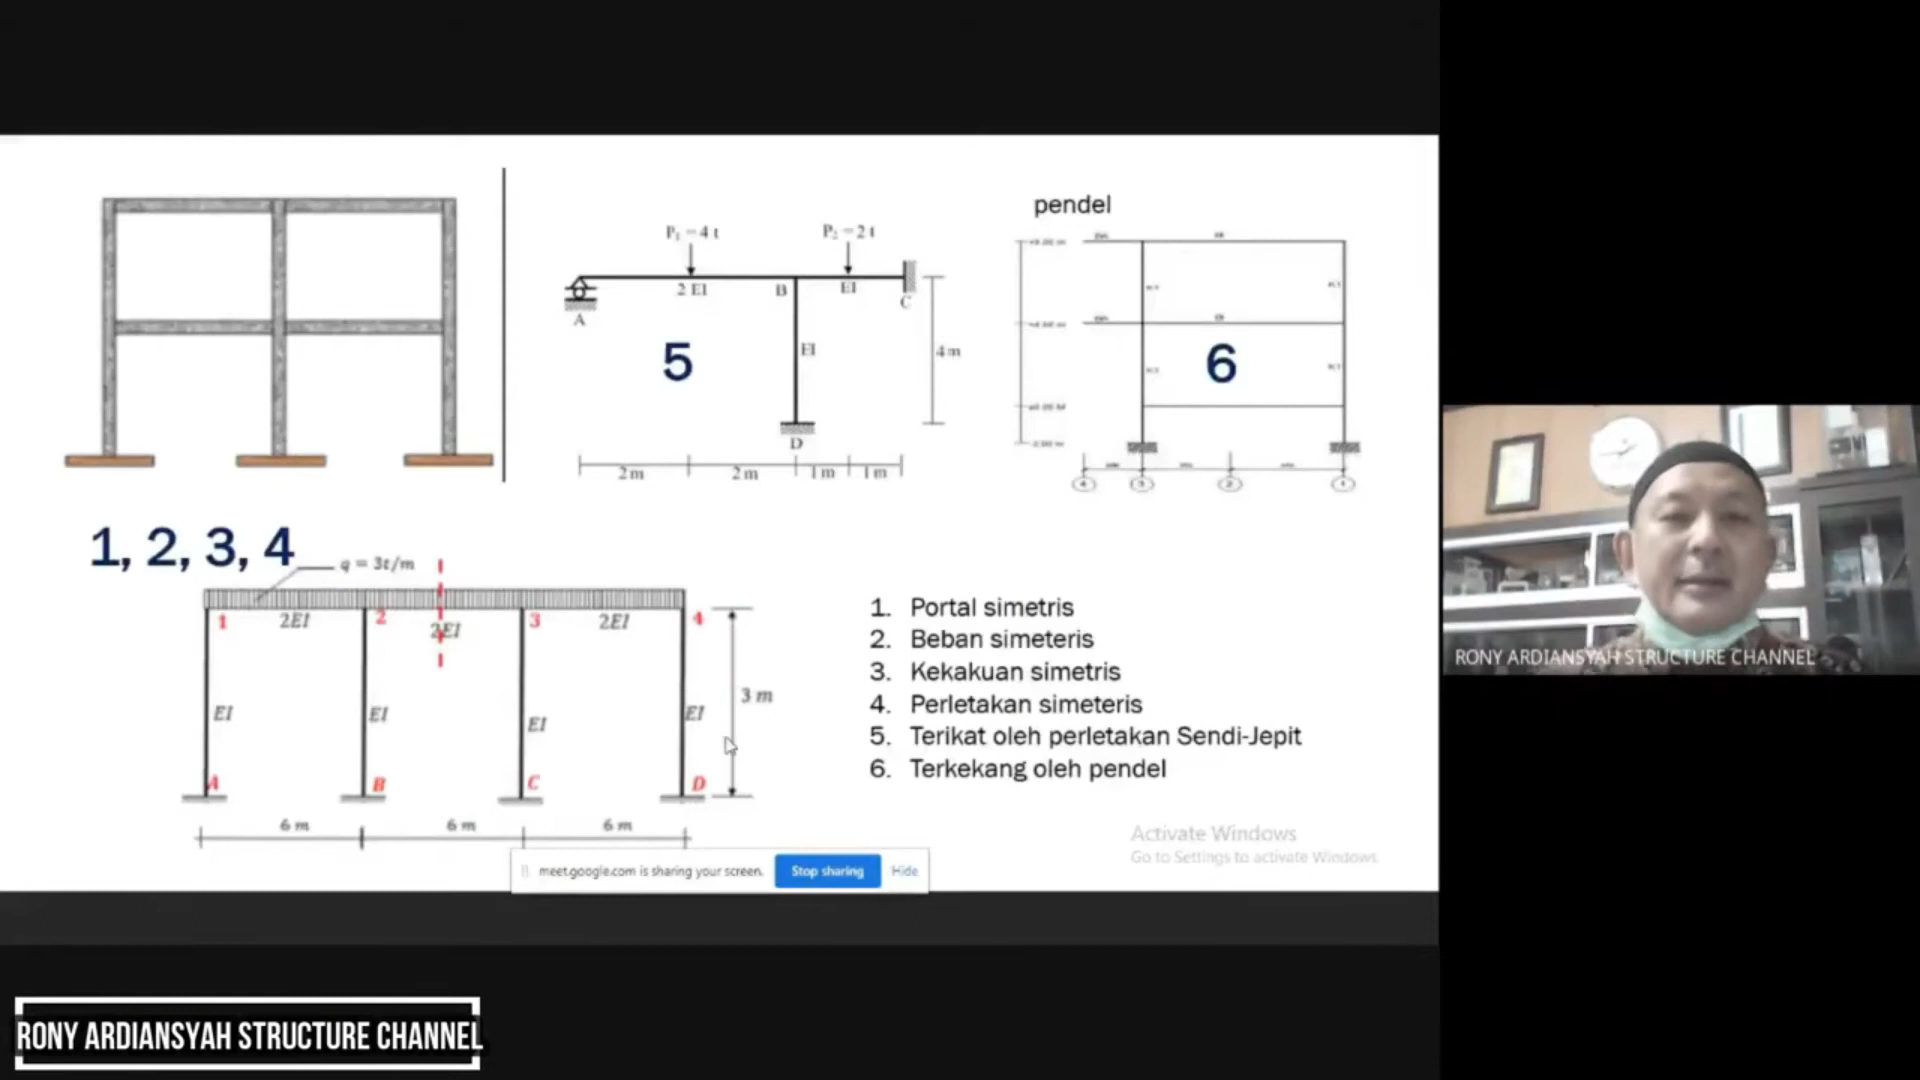 P₁ = 4 t
P₂ = 2 t
2 EI
B
EI
C
A
EI
4 m
D
2 m
2 m
1 m
1 m
5
pendel
6
4
3
2
1
1, 2, 3, 4
q = 3t/m
1
2EI
2
2EI
3
2EI
4
EI
EI
EI
EI
3 m
A
B
C
D
6 m
6 m
6 m
1. Portal simetris
2. Beban simeteris
3. Kekakuan simetris
4. Perletakan simeteris
5. Terikat oleh perletakan Sendi-Jepit
6. Terkekang oleh pendel
Activate Windows
Go to Settings to activate Windows.
meet.google.com is sharing your screen.
Stop sharing
Hide
RONY ARDIANSYAH STRUCTURE CHANNEL
RONY ARDIANSYAH STRUCTURE CHANNEL